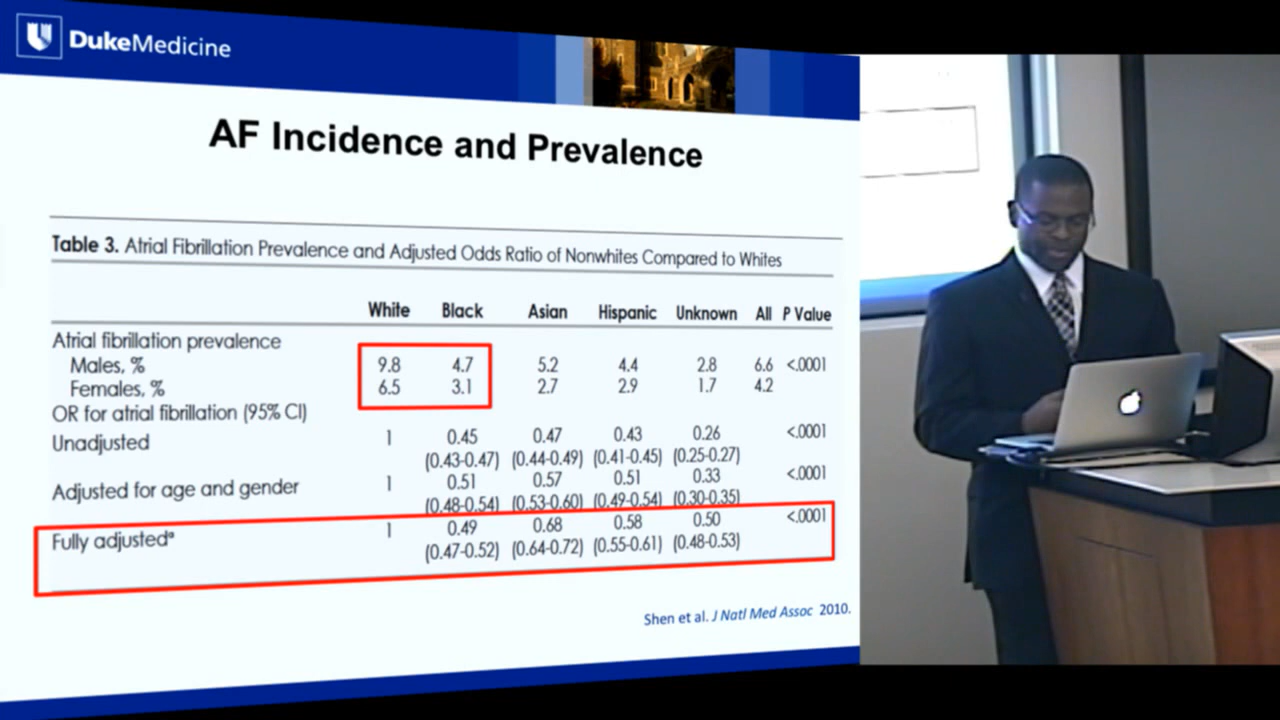 DukeMedicine
AF Incidence and Prevalence
Table 3. Atrial Fibrillation Prevalence and Adjusted Odds Ratio of Nonwhites Compared to Whites
White Black Asian Hispanic Unknown All P Value
Atrial fibrillation prevalence
Males, % 9.8 4.7 5.2 4.4 2.8 6.6 <.0001
Females, % 6.5 3.1 2.7 2.9 1.7 4.2
OR for atrial fibrillation (95% CI)
Unadjusted 1 0.45 0.47 0.43 0.26 <.0001
(0.43-0.47) (0.44-0.49) (0.41-0.45) (0.25-0.27)
Adjusted for age and gender 1 0.51 0.57 0.51 0.33 <.0001
(0.48-0.54) (0.53-0.60) (0.49-0.54) (0.30-0.35)
Fully adjustedᵃ 1 0.49 0.68 0.58 0.50 <.0001
(0.47-0.52) (0.64-0.72) (0.55-0.61) (0.48-0.53)
Shen et al. J Natl Med Assoc 2010.